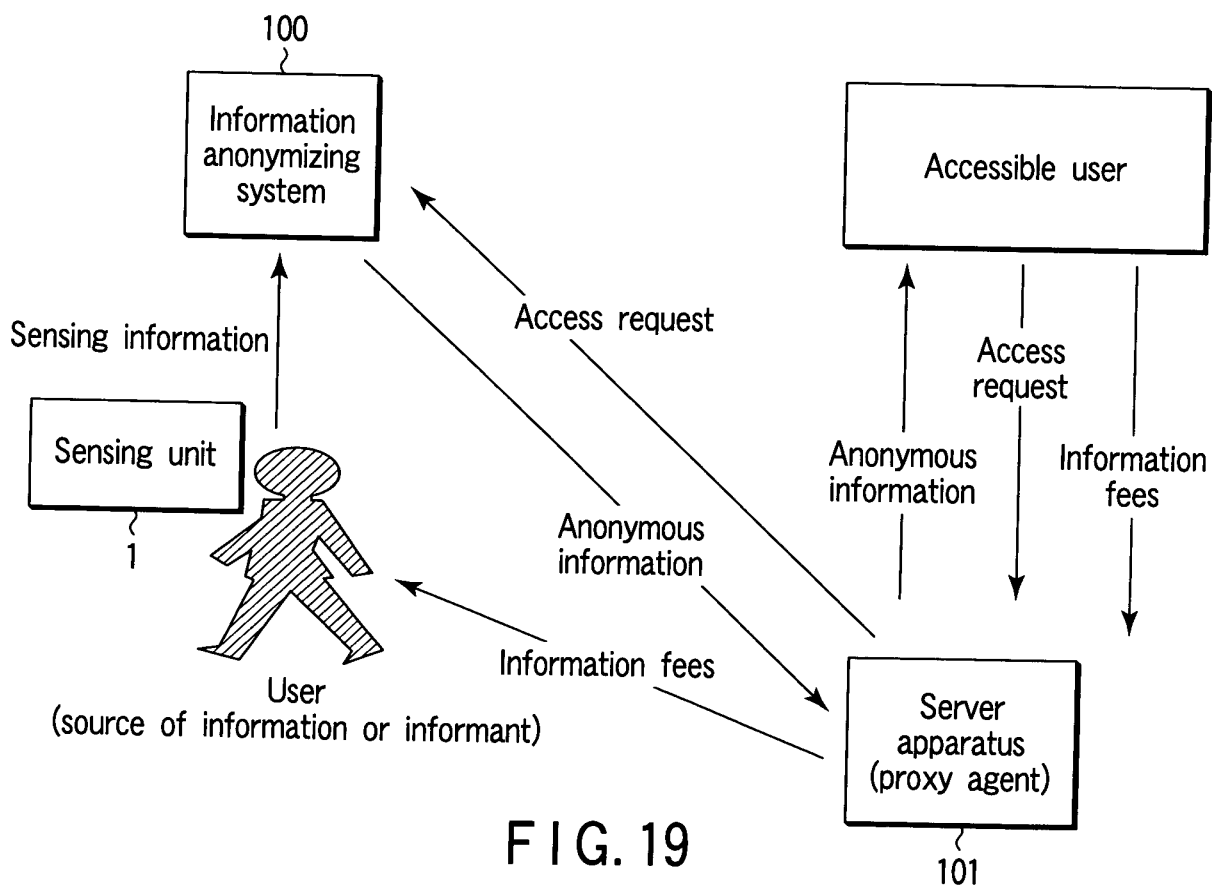 100
Information
anonymizing
system
Accessible user
Sensing information
Access request
Access
request
Sensing unit
1
Anonymous
information
Information
fees
Anonymous
information
Information fees
User
(source of information or informant)
Server
apparatus
(proxy agent)
101
FIG. 19